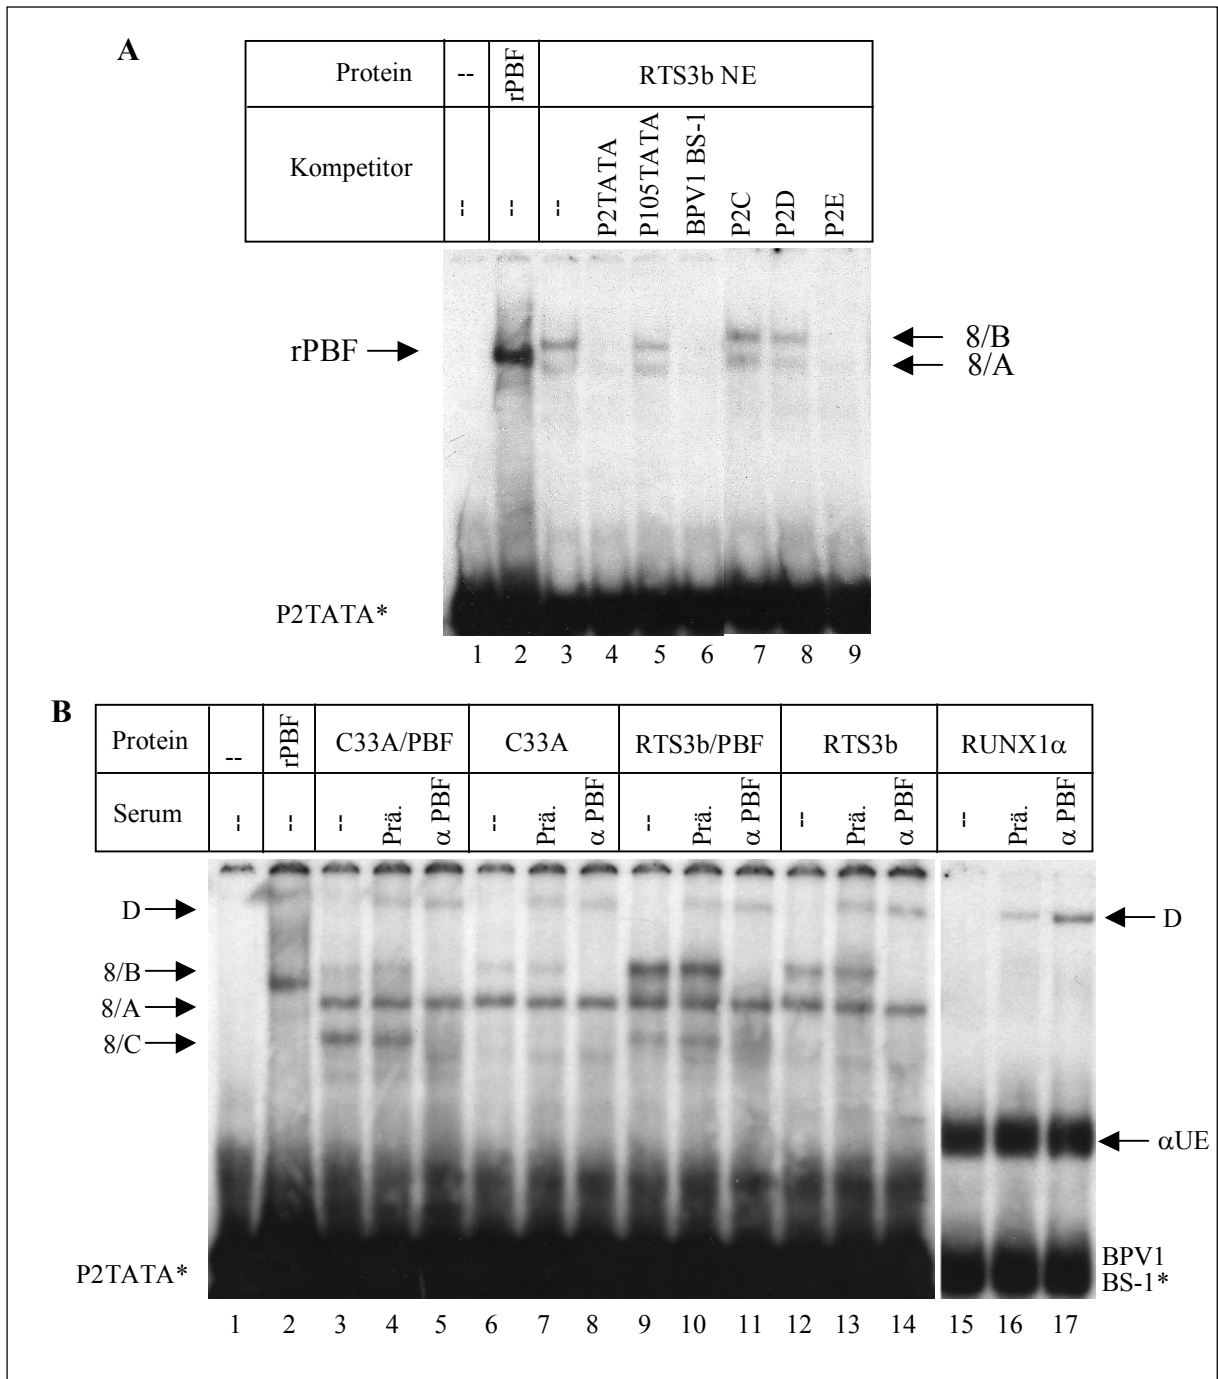 A
Protein -- rPBF RTS3b NE
Kompetitor -- -- -- P2TATA P105TATA BPV1 BS-1 P2C P2D P2E
rPBF
8/B
8/A
P2TATA*
1 2 3 4 5 6 7 8 9
B
Protein -- rPBF C33A/PBF C33A RTS3b/PBF RTS3b RUNX1α
Serum -- -- -- Prä. α PBF -- Prä. α PBF -- Prä. α PBF -- Prä. α PBF -- Prä. α PBF
D
D
8/B
8/A
8/C
αUE
P2TATA*
BPV1
BS-1*
1 2 3 4 5 6 7 8 9 10 11 12 13 14 15 16 17